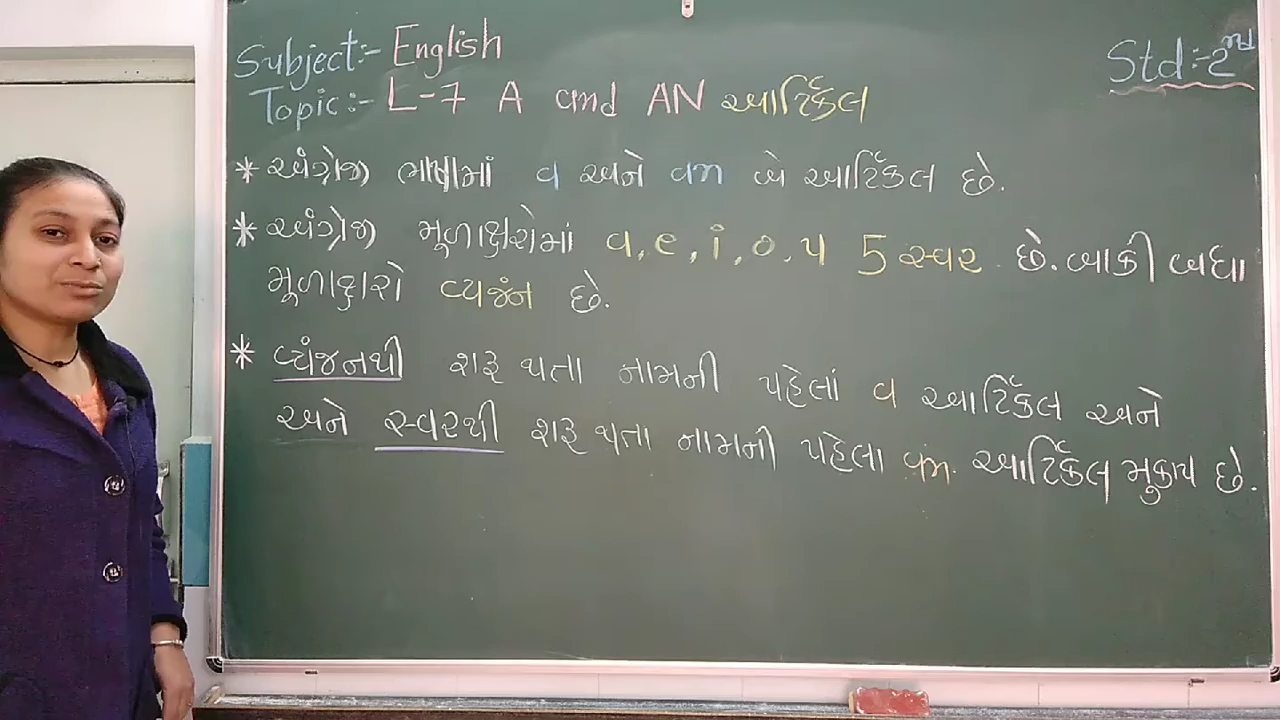 Subject:- English
Std:-2nd
Topic:- L-7 A and AN આર્ટિકલ
* અંગ્રેજી ભાષામાં a અને an બે આર્ટિકલ છે.
* અંગ્રેજી મૂળાક્ષરોમાં a, e, i, o, u 5 સ્વર છે. બાકી બધા
મૂળાક્ષરો વ્યજંન છે.
* વ્યંજનથી શરૂ થતા નામની પહેલાં a આર્ટિકલ અને
અને સ્વરથી શરૂ થતા નામની પહેલા an આર્ટિકલ મુકાય છે.